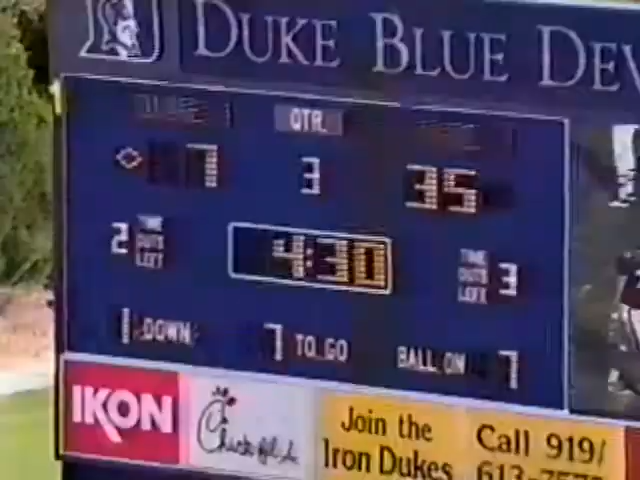 DUKE BLUE DEV
QTR.
7 3 35
2 TIME OUTS LEFT 4:30 TIME OUTS LEFT 3
1 DOWN 7 TO GO BALL ON 7
IKON Chick-fil-A Join the Iron Dukes Call 919/